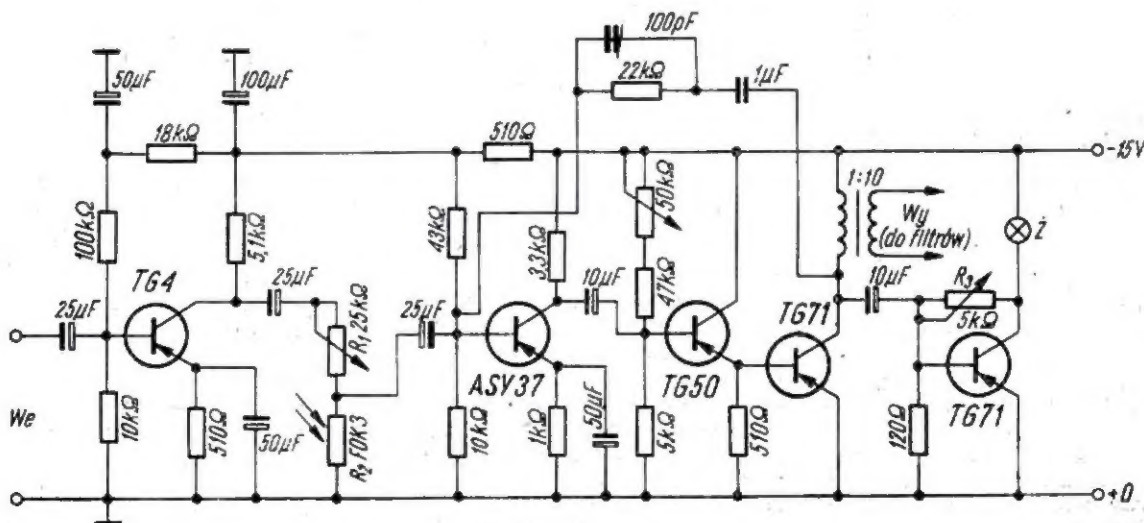 100pF
50µF
100µF
22kΩ
1µF
18kΩ
510Ω
-15V
1:10
50kΩ
Wy
(do filtrów)
Ż
100kΩ
5,1kΩ
43kΩ
3,3kΩ
47kΩ
10µF
R3
5kΩ
25µF
TG4
25µF
R1 25kΩ
25µF
10µF
TG71
ASY37
TG50
TG71
We
10kΩ
510Ω
50µF
R2 FOK3
10kΩ
1kΩ
50µF
5kΩ
510Ω
120Ω
+0